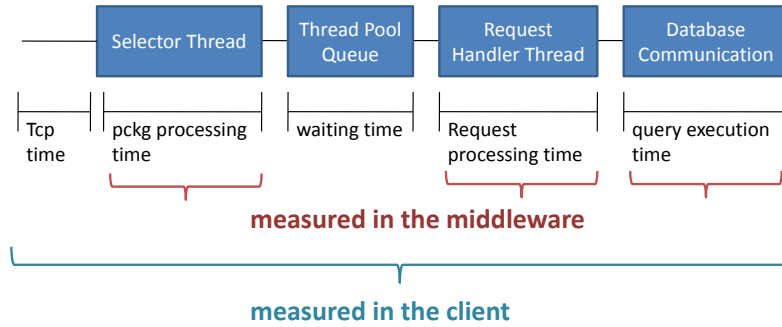 Selector Thread
Thread Pool
Queue
Request
Handler Thread
Database
Communication
Tcp
time
pckg processing
time
waiting time
Request
processing time
query execution
time
measured in the middleware
measured in the client